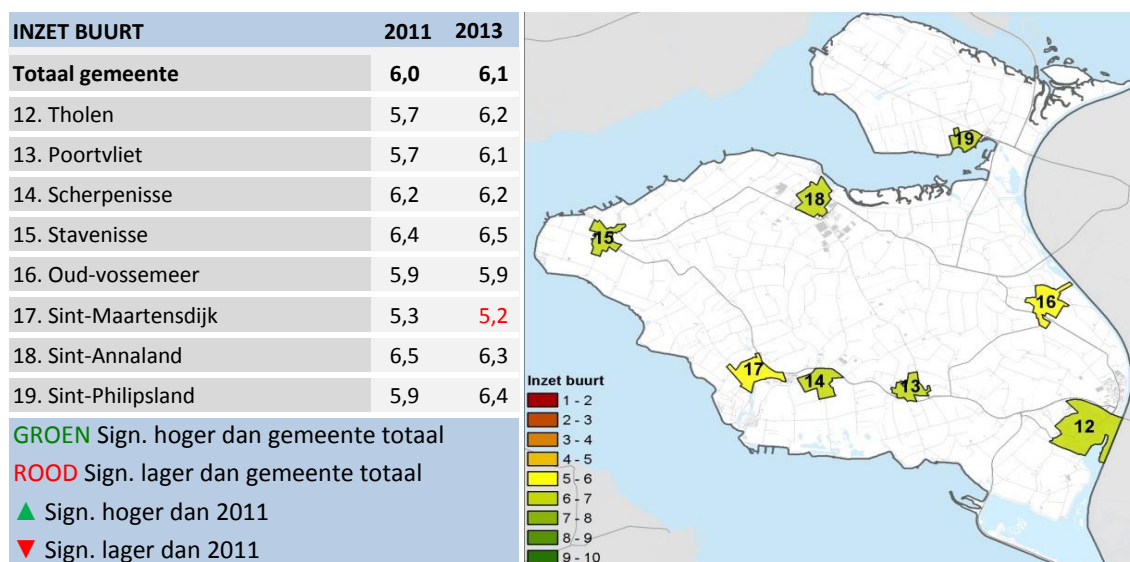 INZET BUURT 2011 2013
Totaal gemeente 6,0 6,1
12. Tholen 5,7 6,2
13. Poortvliet 5,7 6,1
14. Scherpenisse 6,2 6,2
15. Stavenisse 6,4 6,5
16. Oud-vossemeer 5,9 5,9
17. Sint-Maartensdijk 5,3 5,2
18. Sint-Annaland 6,5 6,3
19. Sint-Philipsland 5,9 6,4
GROEN Sign. hoger dan gemeente totaal
ROOD Sign. lager dan gemeente totaal
▲ Sign. hoger dan 2011
▼ Sign. lager dan 2011
19
18
15
16
17
14
13
12
Inzet buurt
1 - 2
2 - 3
3 - 4
4 - 5
5 - 6
6 - 7
7 - 8
8 - 9
9 - 10